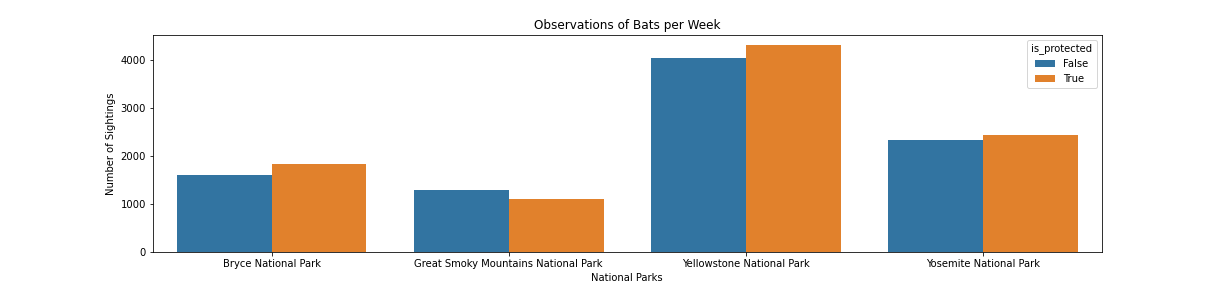 Observations of Bats per Week
is_protected
False
True
Number of Sightings
4000
3000
2000
1000
0
Bryce National Park
Great Smoky Mountains National Park
Yellowstone National Park
Yosemite National Park
National Parks